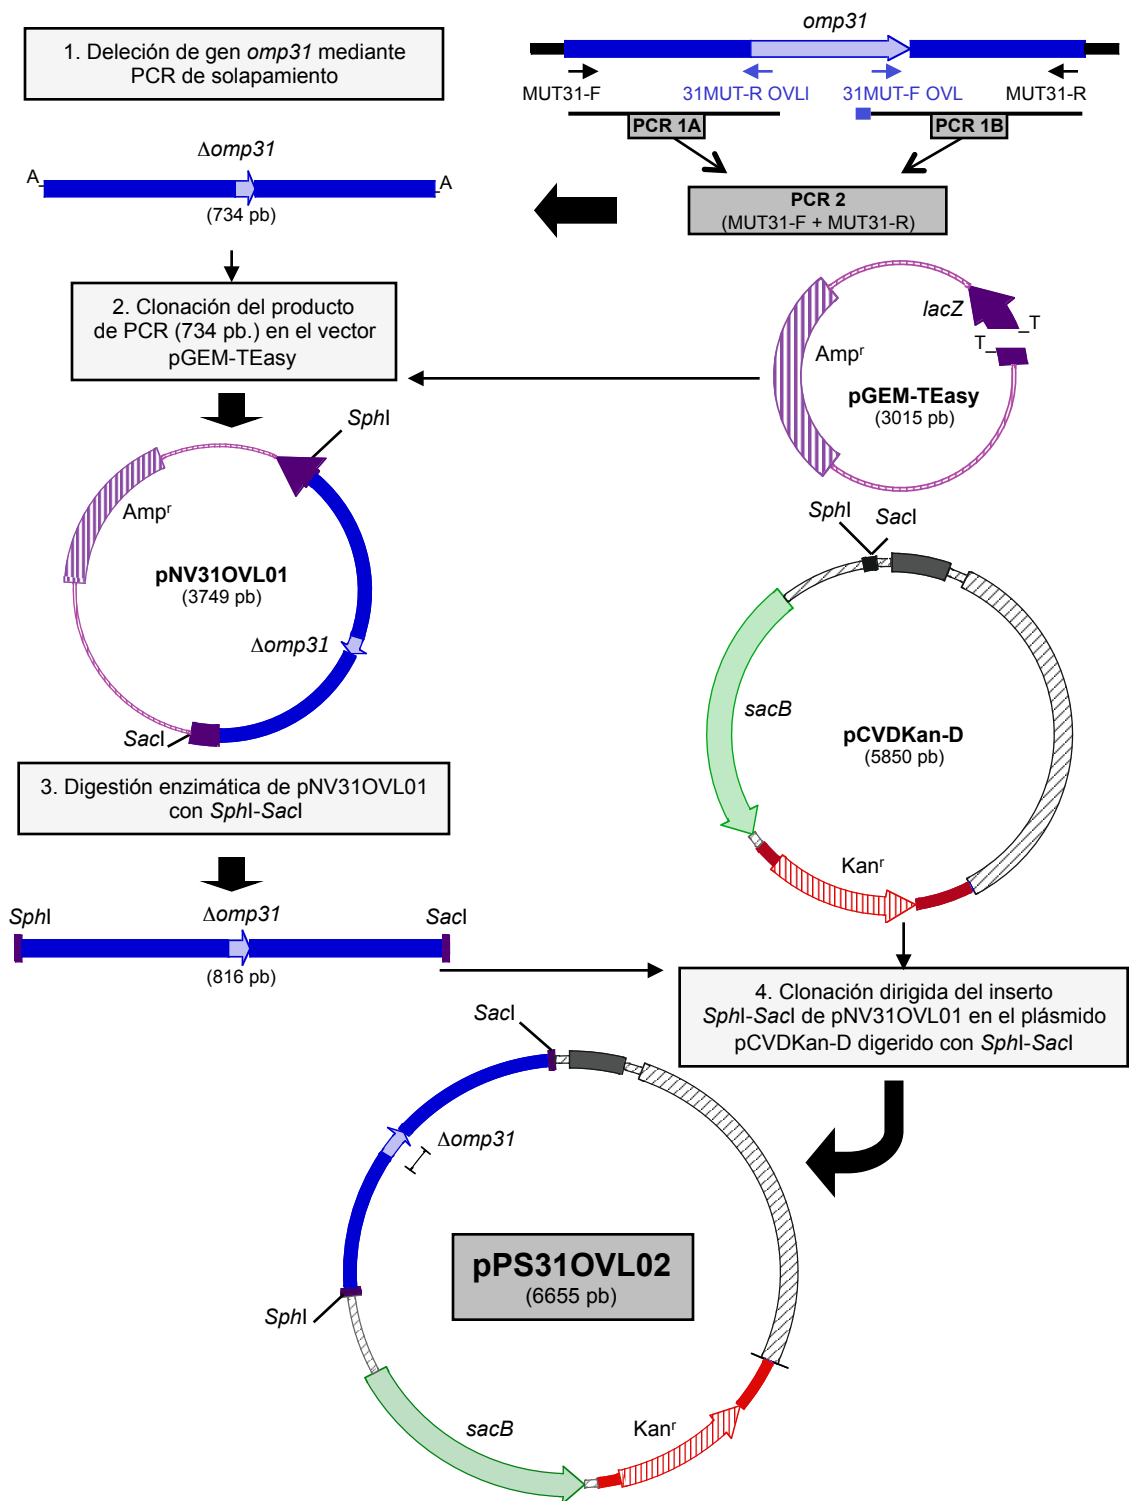 1. Deleción de gen omp31 mediante
PCR de solapamiento
omp31
MUT31-F
31MUT-R OVLI
31MUT-F OVL
MUT31-R
PCR 1A
PCR 1B
PCR 2
(MUT31-F + MUT31-R)
Δomp31
A_
_A
(734 pb)
2. Clonación del producto
de PCR (734 pb.) en el vector
pGEM-TEasy
lacZ
_T
T_
Ampr
pGEM-TEasy
(3015 pb)
SphI
Ampr
pNV31OVL01
(3749 pb)
Δomp31
SacI
SphI
SacI
sacB
pCVDKan-D
(5850 pb)
Kanr
3. Digestión enzimática de pNV31OVL01
con SphI-SacI
SphI
Δomp31
SacI
(816 pb)
4. Clonación dirigida del inserto
SphI-SacI de pNV31OVL01 en el plásmido
pCVDKan-D digerido con SphI-SacI
SacI
Δomp31
pPS31OVL02
(6655 pb)
SphI
sacB
Kanr